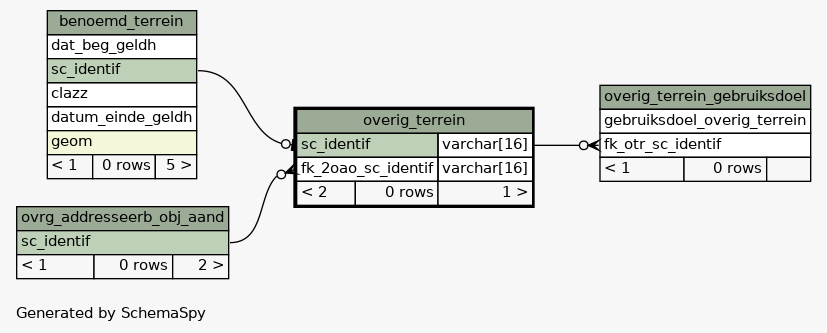 benoemd_terrein
dat_beg_geldh
sc_identif
clazz
datum_einde_geldh
geom
< 1 0 rows 5 >
ovrg_addresseerb_obj_aand
sc_identif
< 1 0 rows 2 >
overig_terrein
sc_identif varchar[16]
fk_2oao_sc_identif varchar[16]
< 2 0 rows 1 >
overig_terrein_gebruiksdoel
gebruiksdoel_overig_terrein
fk_otr_sc_identif
< 1 0 rows
Generated by SchemaSpy